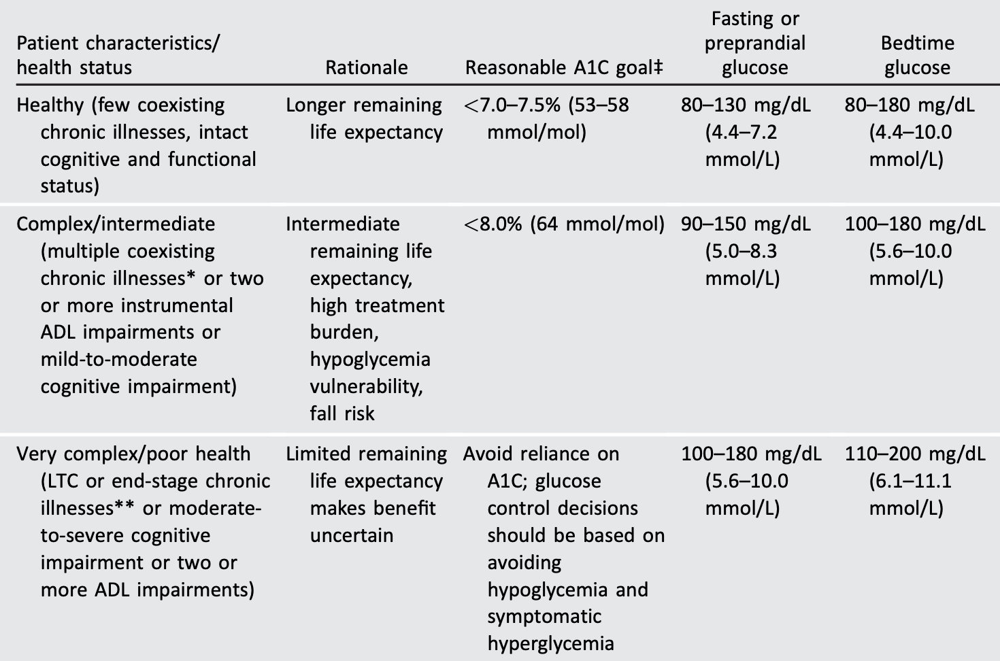 Patient characteristics/
health status
Rationale
Reasonable A1C goal‡
Fasting or
preprandial
glucose
Bedtime
glucose
Healthy (few coexisting
chronic illnesses, intact
cognitive and functional
status)
Longer remaining
life expectancy
<7.0–7.5% (53–58
mmol/mol)
80–130 mg/dL
(4.4–7.2
mmol/L)
80–180 mg/dL
(4.4–10.0
mmol/L)
Complex/intermediate
(multiple coexisting
chronic illnesses* or two
or more instrumental
ADL impairments or
mild-to-moderate
cognitive impairment)
Intermediate
remaining life
expectancy,
high treatment
burden,
hypoglycemia
vulnerability,
fall risk
<8.0% (64 mmol/mol)
90–150 mg/dL
(5.0–8.3
mmol/L)
100–180 mg/dL
(5.6–10.0
mmol/L)
Very complex/poor health
(LTC or end-stage chronic
illnesses** or moderate-
to-severe cognitive
impairment or two or
more ADL impairments)
Limited remaining
life expectancy
makes benefit
uncertain
Avoid reliance on
A1C; glucose
control decisions
should be based on
avoiding
hypoglycemia and
symptomatic
hyperglycemia
100–180 mg/dL
(5.6–10.0
mmol/L)
110–200 mg/dL
(6.1–11.1
mmol/L)